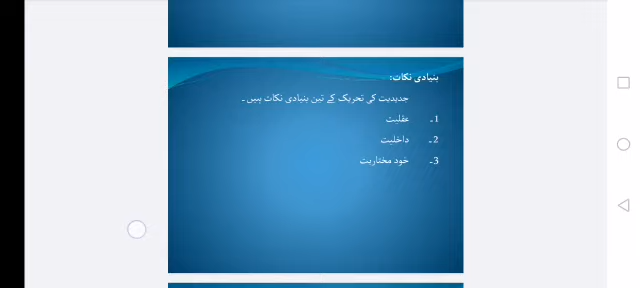 بنیادی نکات:
جدیدیت کی تحریک کے تین بنیادی نکات ہیں ۔
1۔ عقلیت
2۔ داخلیت
3۔ خود مختاریت